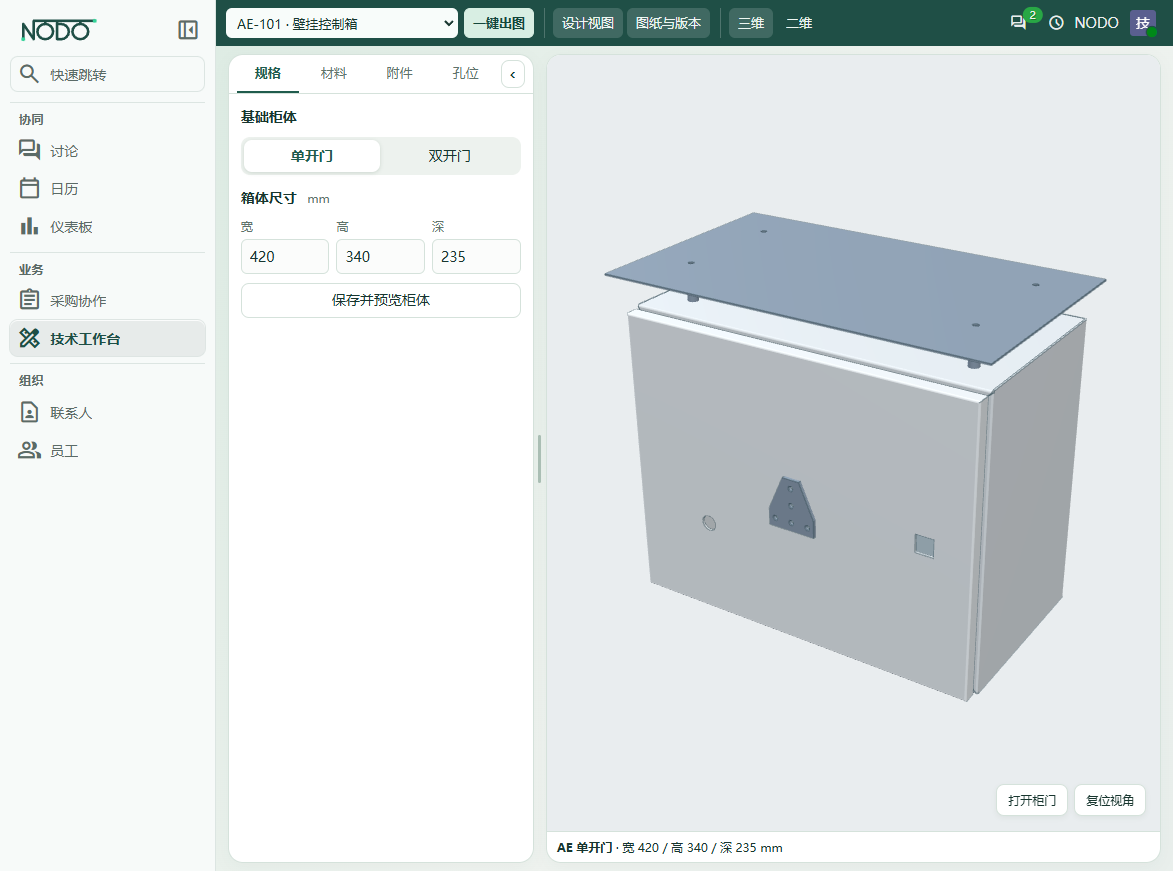 NODO
快速跳转
协同
讨论
日历
仪表板
业务
采购协作
技术工作台
组织
联系人
员工
AE-101 · 壁挂控制箱
一键出图
设计视图
图纸与版本
三维
二维
2
NODO
技
规格
材料
附件
孔位
‹
基础柜体
单开门
双开门
箱体尺寸 mm
宽
高
深
420
340
235
保存并预览柜体
打开柜门
复位视角
AE 单开门 · 宽 420 / 高 340 / 深 235 mm